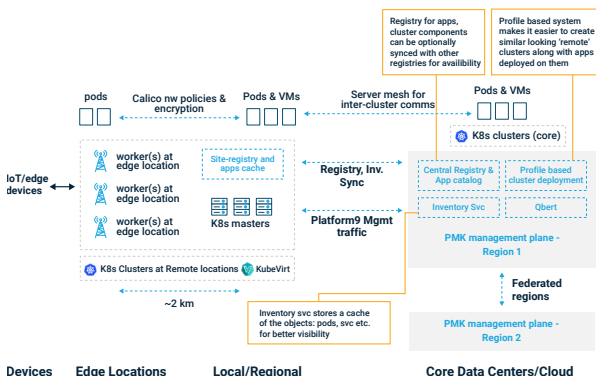 Registry for apps,
cluster components
can be optionally
synced with other
registries for availibility
Profile based system
makes it easier to create
similar looking ‘remote’
clusters along with apps
deployed on them
pods
Calico nw policies &
encryption
Pods & VMs
Server mesh for
inter-cluster comms
Pods & VMs
K8s clusters (core)
IoT/edge
devices
worker(s) at
edge location
worker(s) at
edge location
worker(s) at
edge location
Site-registry and
apps cache
K8s masters
Registry, Inv.
Sync
Platform9 Mgmt
traffic
Central Registry &
App catalog
Profile based
cluster deployment
Inventory Svc
Qbert
PMK management plane -
Region 1
K8s Clusters at Remote locations
KubeVirt
~2 km
Inventory svc stores a cache
of the objects: pods, svc etc.
for better visibility
Federated
regions
PMK management plane -
Region 2
Devices
Edge Locations
Local/Regional
Core Data Centers/Cloud